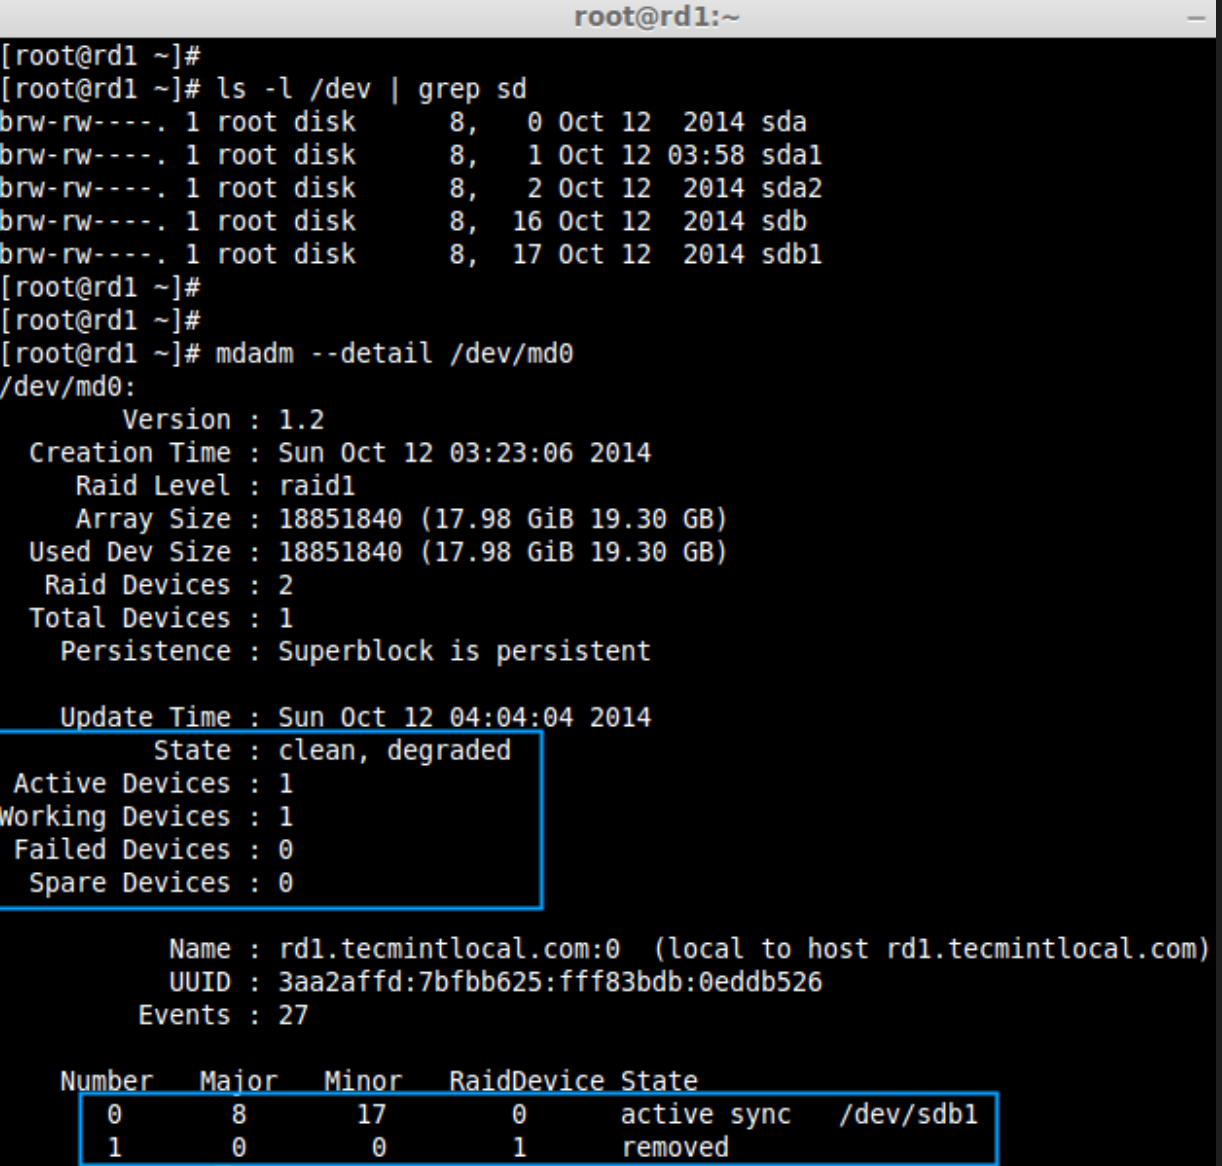 root@rd1:~
[root@rd1 ~]#
[root@rd1 ~]# ls -l /dev | grep sd
brw-rw----. 1 root disk      8,   0 Oct 12  2014 sda
brw-rw----. 1 root disk      8,   1 Oct 12 03:58 sda1
brw-rw----. 1 root disk      8,   2 Oct 12  2014 sda2
brw-rw----. 1 root disk      8,  16 Oct 12  2014 sdb
brw-rw----. 1 root disk      8,  17 Oct 12  2014 sdb1
[root@rd1 ~]#
[root@rd1 ~]#
[root@rd1 ~]# mdadm --detail /dev/md0
/dev/md0:
        Version : 1.2
  Creation Time : Sun Oct 12 03:23:06 2014
     Raid Level : raid1
     Array Size : 18851840 (17.98 GiB 19.30 GB)
  Used Dev Size : 18851840 (17.98 GiB 19.30 GB)
   Raid Devices : 2
  Total Devices : 1
    Persistence : Superblock is persistent
    Update Time : Sun Oct 12 04:04:04 2014
          State : clean, degraded
 Active Devices : 1
Working Devices : 1
 Failed Devices : 0
  Spare Devices : 0
           Name : rd1.tecmintlocal.com:0  (local to host rd1.tecmintlocal.com)
           UUID : 3aa2affd:7bfbb625:fff83bdb:0eddb526
         Events : 27
    Number   Major   Minor   RaidDevice State
       0       8       17        0      active sync   /dev/sdb1
       1       0        0        1      removed